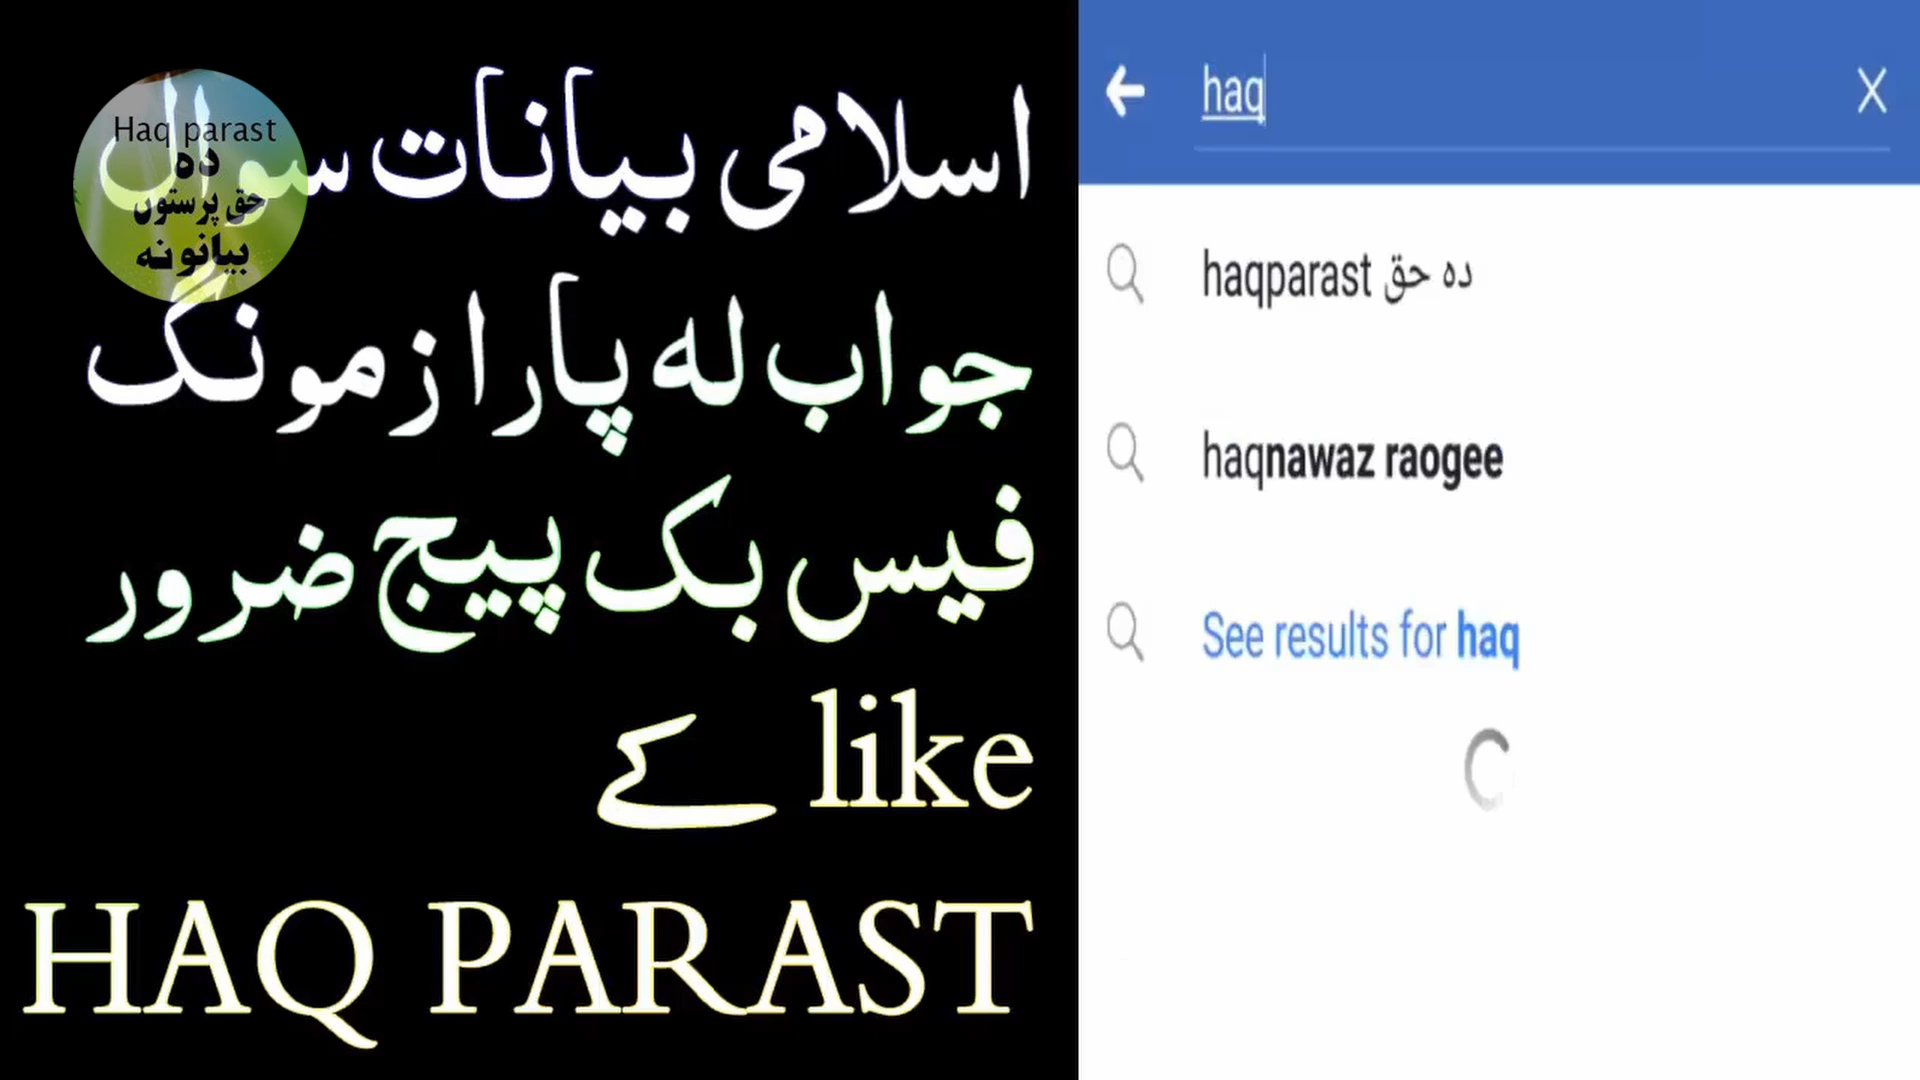 Haq parast
ده
حق پرستوں
بیانونه
اسلامی بیانات سوال
جواب له پارا زمونگ
فیس بک پیج ضرور
like کے
HAQ PARAST
haq
haqparast ده حق
haqnawaz raogee
See results for haq